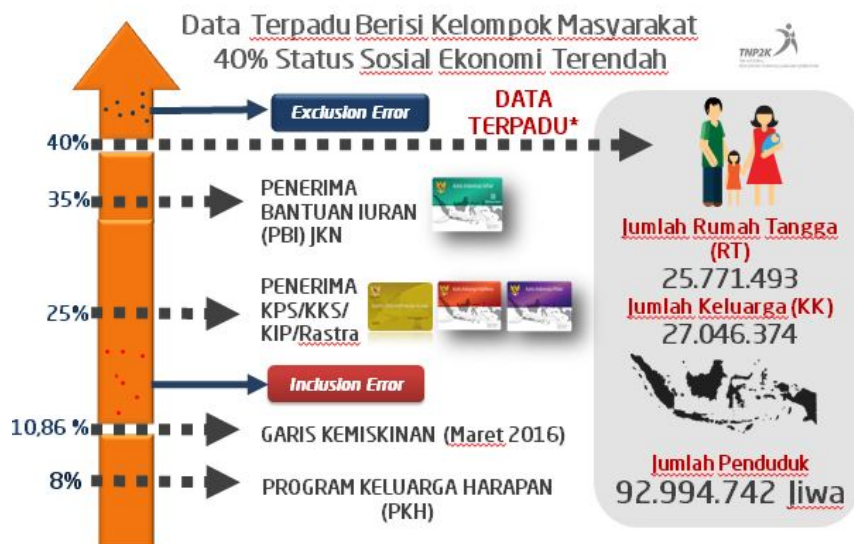 Data Terpadu Berisi Kelompok Masyarakat
40% Status Sosial Ekonomi Terendah
TNP2K
Exclusion Error
DATA
TERPADU*
40%
35%
PENERIMA
BANTUAN IURAN
(PBI) JKN
25%
PENERIMA
KPS/KKS/
KIP/Rastra
Inclusion Error
10,86 %
GARIS KEMISKINAN (Maret 2016)
8%
PROGRAM KELUARGA HARAPAN
(PKH)
Jumlah Rumah Tangga
(RT)
25.771.493
Jumlah Keluarga (KK)
27.046.374
Jumlah Penduduk
92.994.742 Jiwa